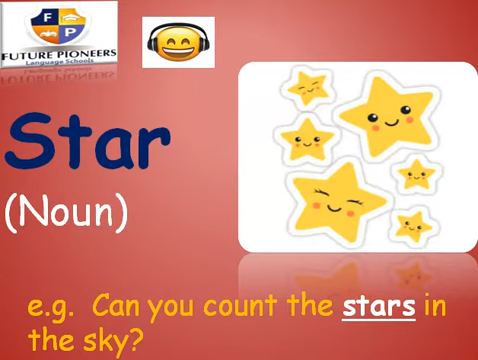 F
P
FUTURE PIONEERS
Language Schools
Star
(Noun)
e.g. Can you count the stars in
the sky?